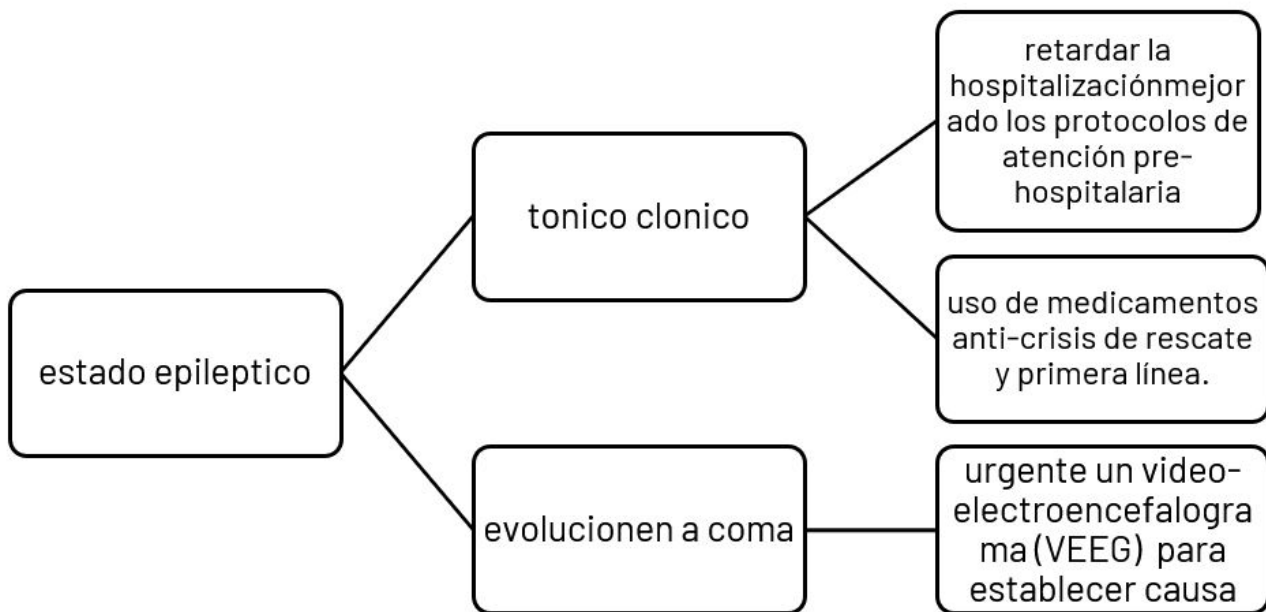 retardar la
hospitalizaciónmejor
ado los protocolos de
atención pre-
hospitalaria
tonico clonico
uso de medicamentos
anti-crisis de rescate
y primera línea.
estado epileptico
evolucionen a coma
urgente un video-
electroencefalogra
ma (VEEG) para
establecer causa